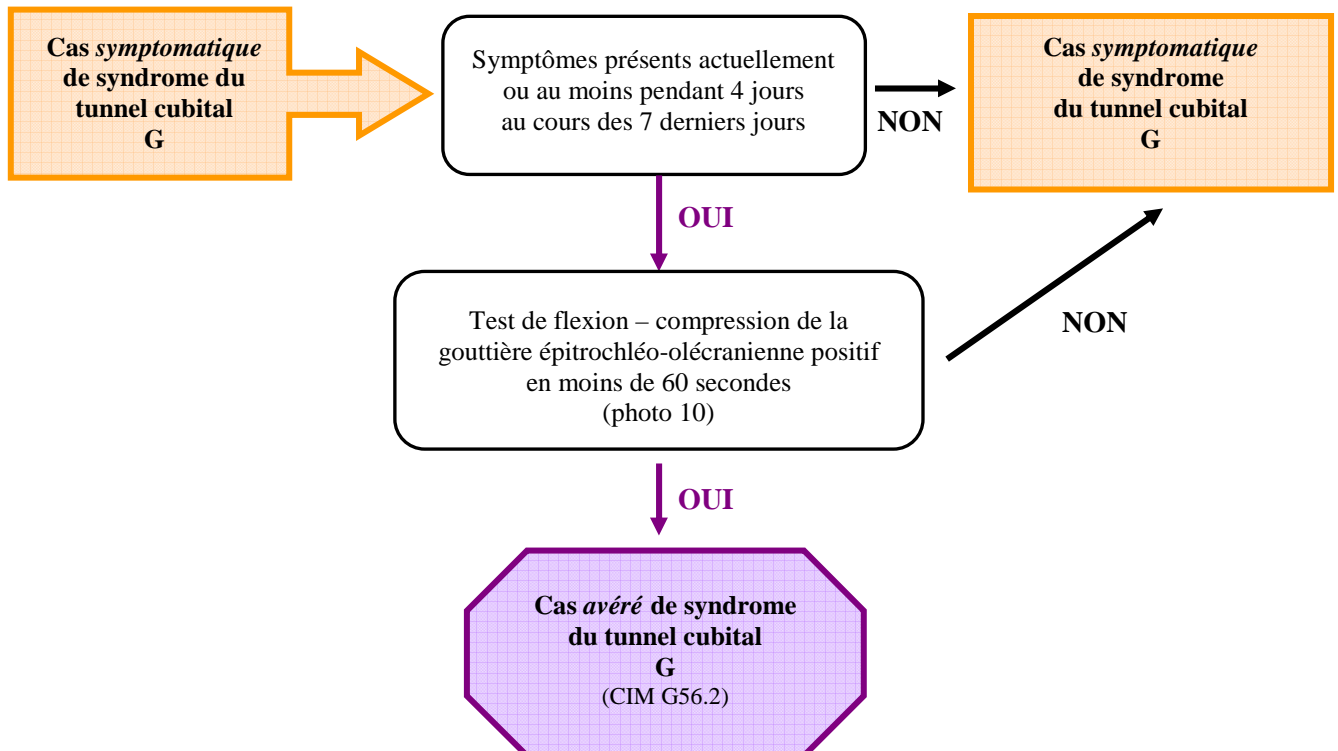 Cas symptomatique
de syndrome du
tunnel cubital
G
Symptômes présents actuellement
ou au moins pendant 4 jours
au cours des 7 derniers jours
NON
Cas symptomatique
de syndrome
du tunnel cubital
G
OUI
Test de flexion – compression de la
gouttière épitrochléo-olécranienne positif
en moins de 60 secondes
(photo 10)
NON
OUI
Cas avéré de syndrome
du tunnel cubital
G
(CIM G56.2)